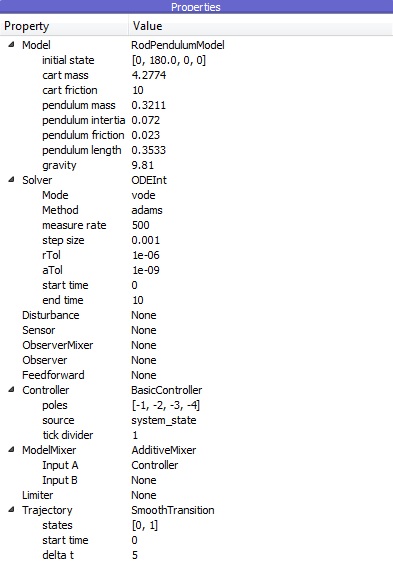 Properties
Property Value
Model RodPendulumModel
initial state [0, 180.0, 0, 0]
cart mass 4.2774
cart friction 10
pendulum mass 0.3211
pendulum intertia 0.072
pendulum friction 0.023
pendulum length 0.3533
gravity 9.81
Solver ODEInt
Mode vode
Method adams
measure rate 500
step size 0.001
rTol 1e-06
aTol 1e-09
start time 0
end time 10
Disturbance None
Sensor None
ObserverMixer None
Observer None
Feedforward None
Controller BasicController
poles [-1, -2, -3, -4]
source system_state
tick divider 1
ModelMixer AdditiveMixer
Input A Controller
Input B None
Limiter None
Trajectory SmoothTransition
states [0, 1]
start time 0
delta t 5